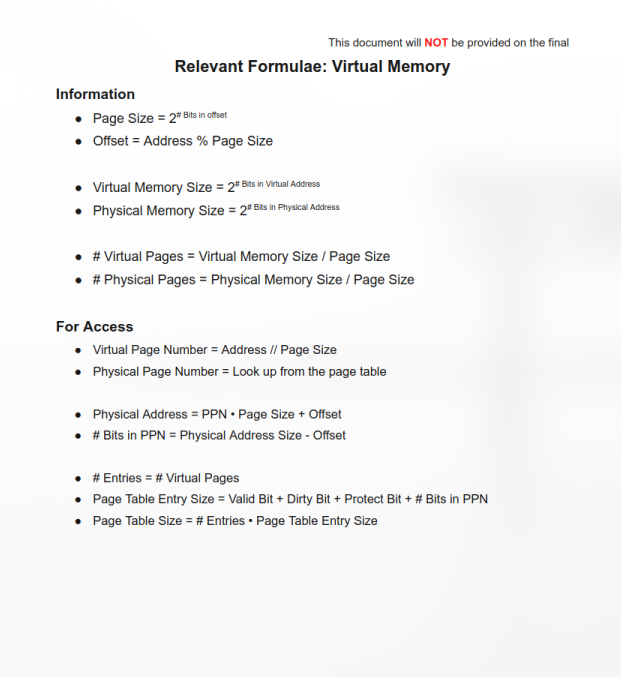 This document will NOT be provided on the final
Relevant Formulae: Virtual Memory
Information
● Page Size = 2^# Bits in offset
● Offset = Address % Page Size
● Virtual Memory Size = 2^# Bits in Virtual Address
● Physical Memory Size = 2^# Bits in Physical Address
● # Virtual Pages = Virtual Memory Size / Page Size
● # Physical Pages = Physical Memory Size / Page Size
For Access
● Virtual Page Number = Address // Page Size
● Physical Page Number = Look up from the page table
● Physical Address = PPN • Page Size + Offset
● # Bits in PPN = Physical Address Size - Offset
● # Entries = # Virtual Pages
● Page Table Entry Size = Valid Bit + Dirty Bit + Protect Bit + # Bits in PPN
● Page Table Size = # Entries • Page Table Entry Size